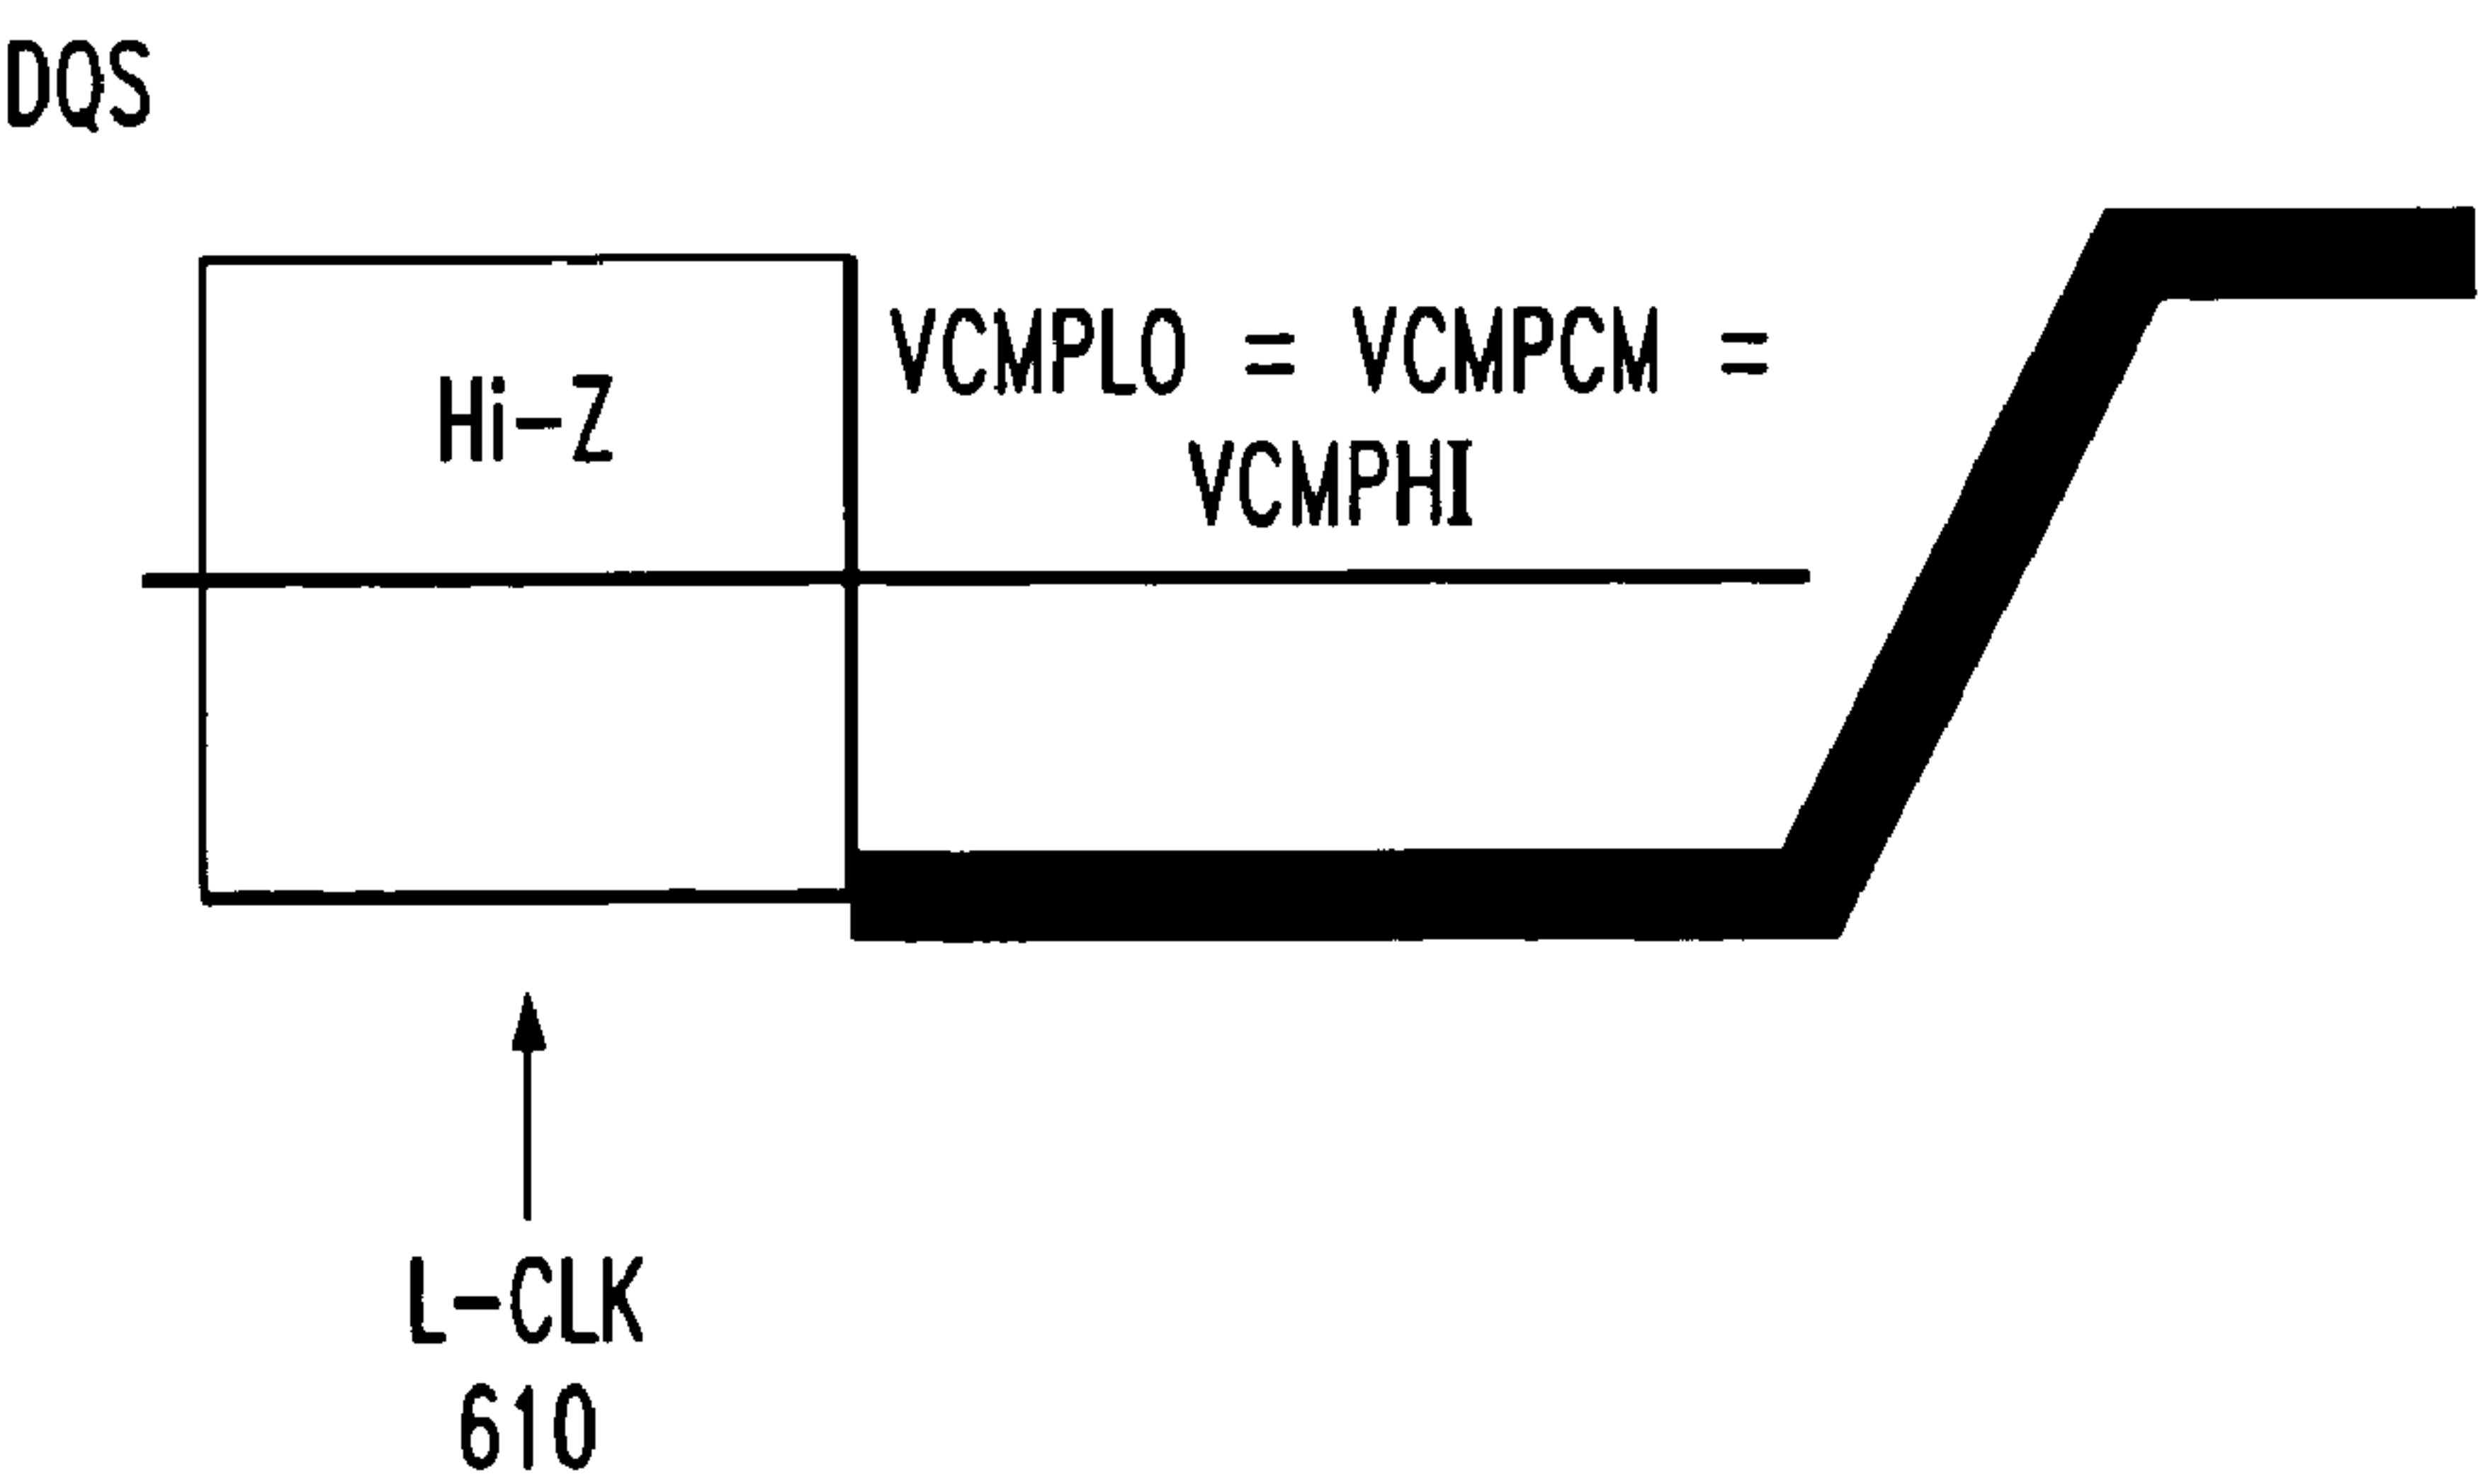 DQS
VCMPLO = VCMPCM =
Hi-Z
VCMPHI
L-CLK
610